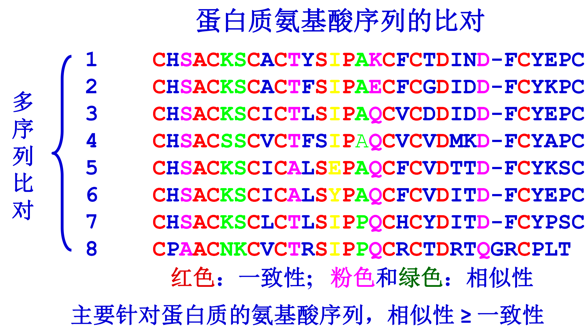 蛋白质氨基酸序列的比对
1 CHSACKSCACTYSIPAKCFCTDIND-FCYEPC
2 CHSACKSCACTFSIPAECFCGDIDD-FCYKPC
3 CHSACKSCICTLSIPAQCVCDDIDD-FCYEPC
4 CHSACSSCVCTFSIPAQCVCVDMKD-FCYAPC
5 CHSACKSCICALSEPAQCFCVDTTD-FCYKSC
6 CHSACKSCICALSYPAQCFCVDITD-FCYEPC
7 CHSACKSCLCTLSIPPQCHCYDITD-FCYPSC
8 CPAACNKCVCTRSIPPQCRCTDRTQGRCPLT
多序列比对
红色：一致性；粉色和绿色：相似性
主要针对蛋白质的氨基酸序列，相似性 ≥ 一致性